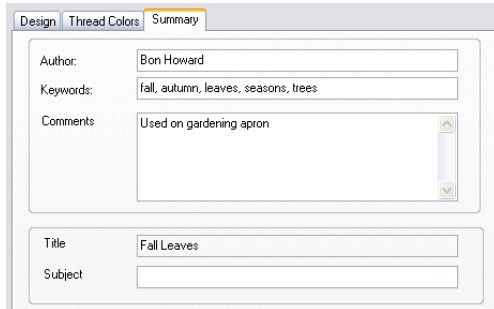 Design Thread Colors Summary
Author: Bon Howard
Keywords: fall, autumn, leaves, seasons, trees
Comments Used on gardening apron
Title Fall Leaves
Subject